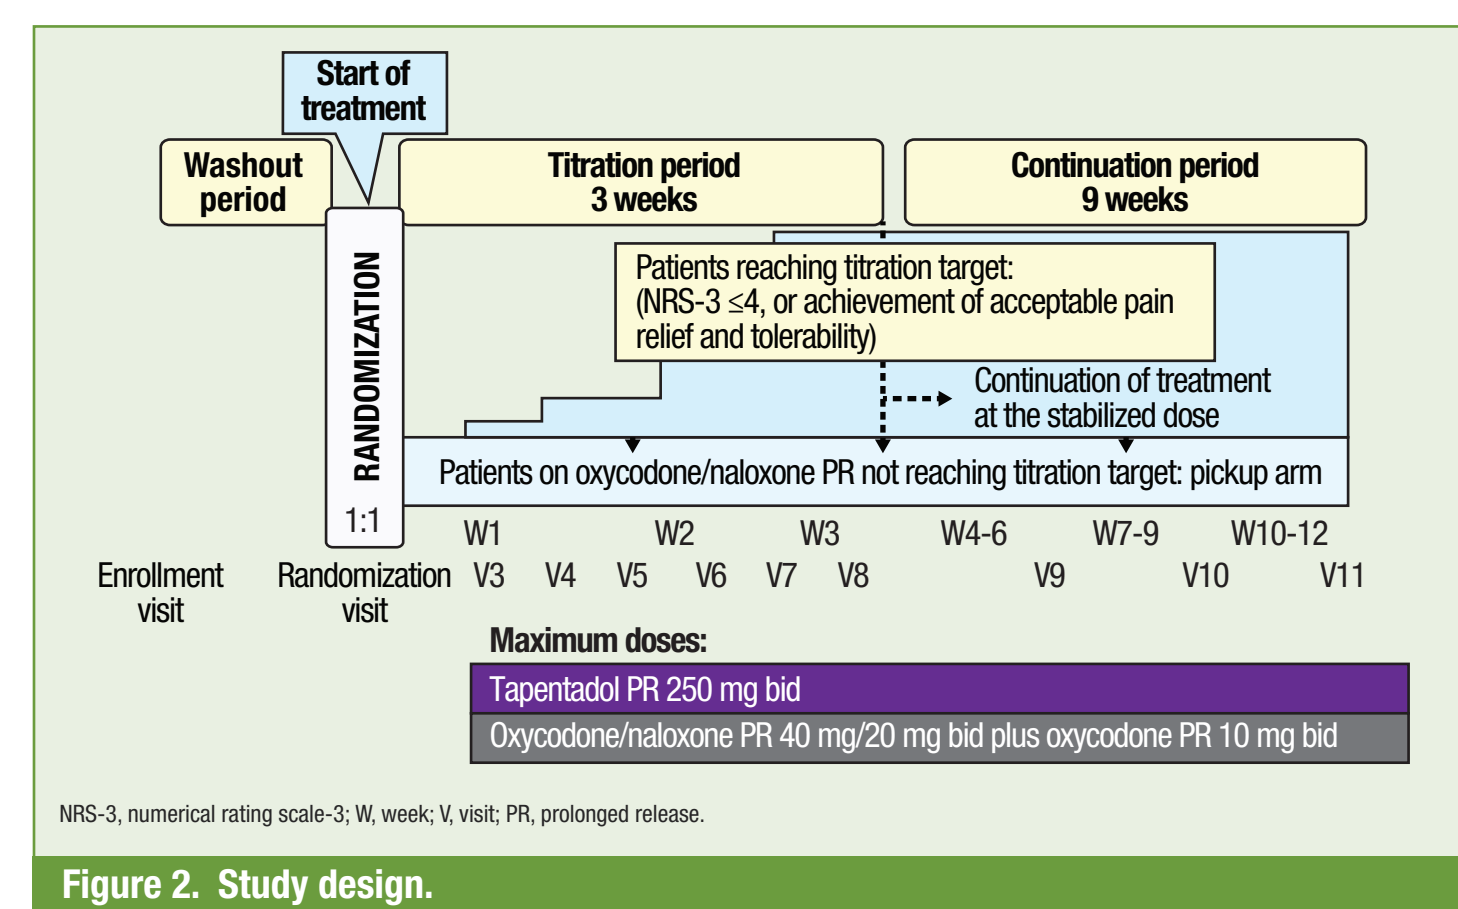 Start of
treatment
Washout
period
Titration period
3 weeks
Continuation period
9 weeks
RANDOMIZATION
1:1
Patients reaching titration target:
(NRS-3 ≤4, or achievement of acceptable pain
relief and tolerability)
Continuation of treatment
at the stabilized dose
Patients on oxycodone/naloxone PR not reaching titration target: pickup arm
W1 W2 W3 W4-6 W7-9 W10-12
Enrollment
visit
Randomization
visit
V3 V4 V5 V6 V7 V8 V9 V10 V11
Maximum doses:
Tapentadol PR 250 mg bid
Oxycodone/naloxone PR 40 mg/20 mg bid plus oxycodone PR 10 mg bid
NRS-3, numerical rating scale-3; W, week; V, visit; PR, prolonged release.
Figure 2. Study design.